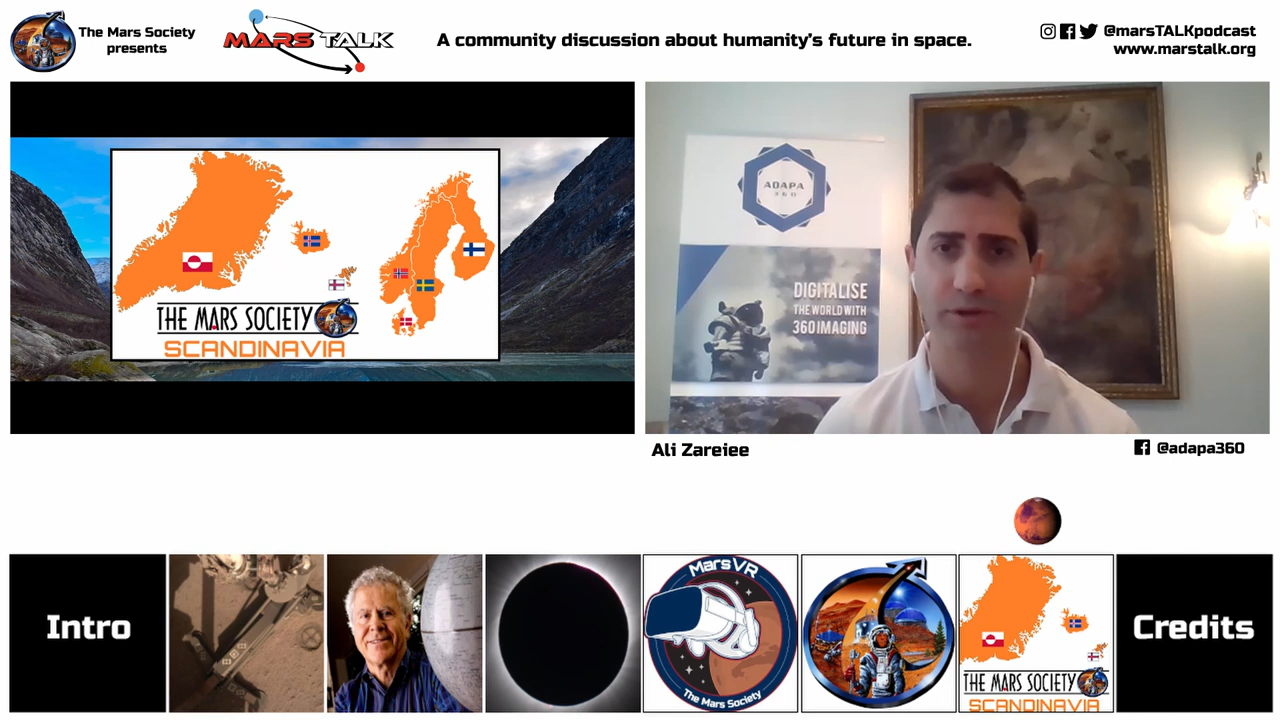 The Mars Society
presents
MARS TALK
A community discussion about humanity's future in space.
@marsTALKpodcast
www.marstalk.org
THE MARS SOCIETY
SCANDINAVIA
ADAPA
360
DIGITALISE
THE WORLD WITH
360 IMAGING
Ali Zareiee
@adapa360
Intro
MarsVR
The Mars Society
THE MARS SOCIETY
SCANDINAVIA
Credits